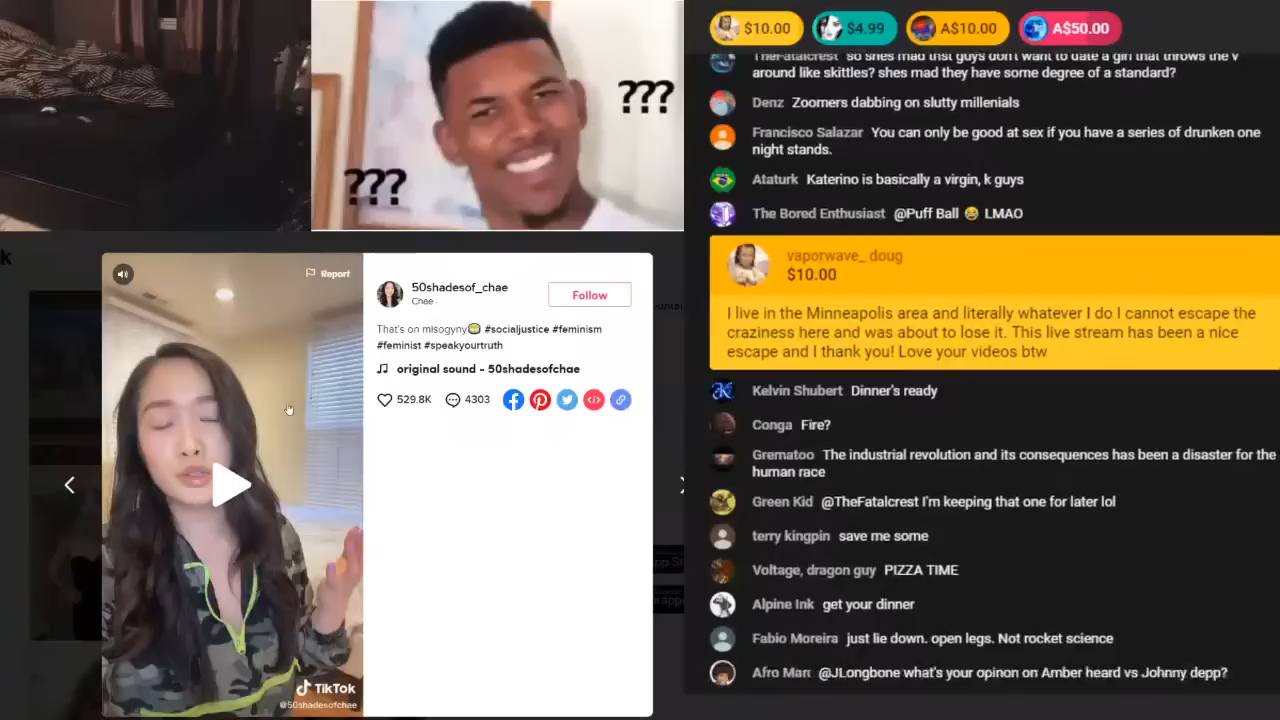 ???
???
Report
TikTok
@50shadesofchae
50shadesof_chae
Chae ·
Follow
That's on misogyny🍵 #socialjustice #feminism
#feminist #speakyourtruth
original sound - 50shadesofchae
529.8K
4303
$10.00
$4.99
A$10.00
A$50.00
TheFatalcrest so shes mad that guys don't want to date a girl that throws the v
around like skittles? shes mad they have some degree of a standard?
Denz Zoomers dabbing on slutty millenials
Francisco Salazar You can only be good at sex if you have a series of drunken one
night stands.
Ataturk Katerino is basically a virgin, k guys
The Bored Enthusiast @Puff Ball 😂 LMAO
vaporwave_ doug
$10.00
I live in the Minneapolis area and literally whatever I do I cannot escape the
craziness here and was about to lose it. This live stream has been a nice
escape and I thank you! Love your videos btw
Kelvin Shubert Dinner's ready
Conga Fire?
Grematoo The industrial revolution and its consequences has been a disaster for the
human race
Green Kid @TheFatalcrest I'm keeping that one for later lol
terry kingpin save me some
Voltage, dragon guy PIZZA TIME
Alpine Ink get your dinner
Fabio Moreira just lie down. open legs. Not rocket science
Afro Marc @JLongbone what's your opinon on Amber heard vs Johnny depp?